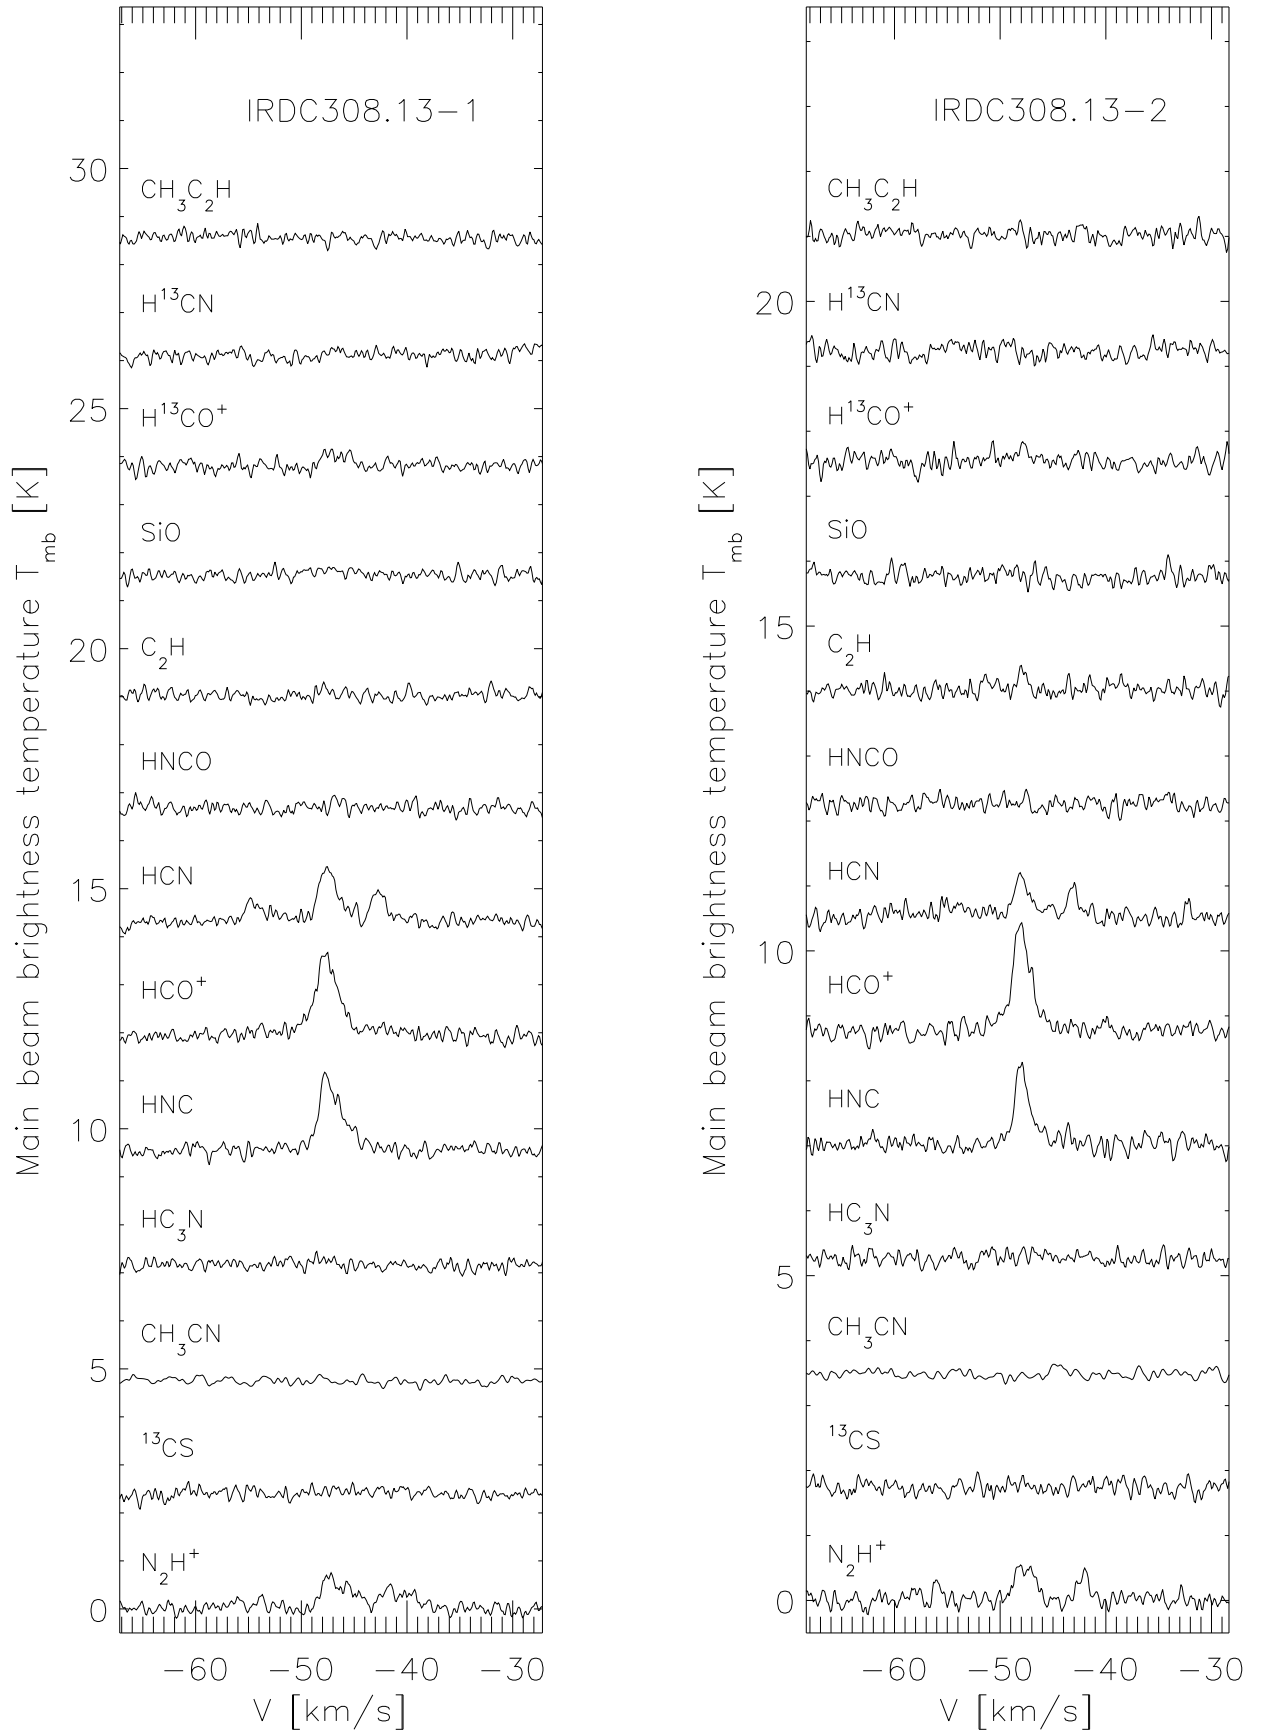 IRDC308.13−1
Main beam brightness temperature T_mb [K]
30
CH₃C₂H
H¹³CN
25
H¹³CO⁺
SiO
20
C₂H
HNCO
15
HCN
HCO⁺
10
HNC
HC₃N
5
CH₃CN
¹³CS
N₂H⁺
0
−60 −50 −40 −30
V [km/s]
IRDC308.13−2
Main beam brightness temperature T_mb [K]
CH₃C₂H
20
H¹³CN
H¹³CO⁺
SiO
15
C₂H
HNCO
HCN
10
HCO⁺
HNC
HC₃N
5
CH₃CN
¹³CS
N₂H⁺
0
−60 −50 −40 −30
V [km/s]